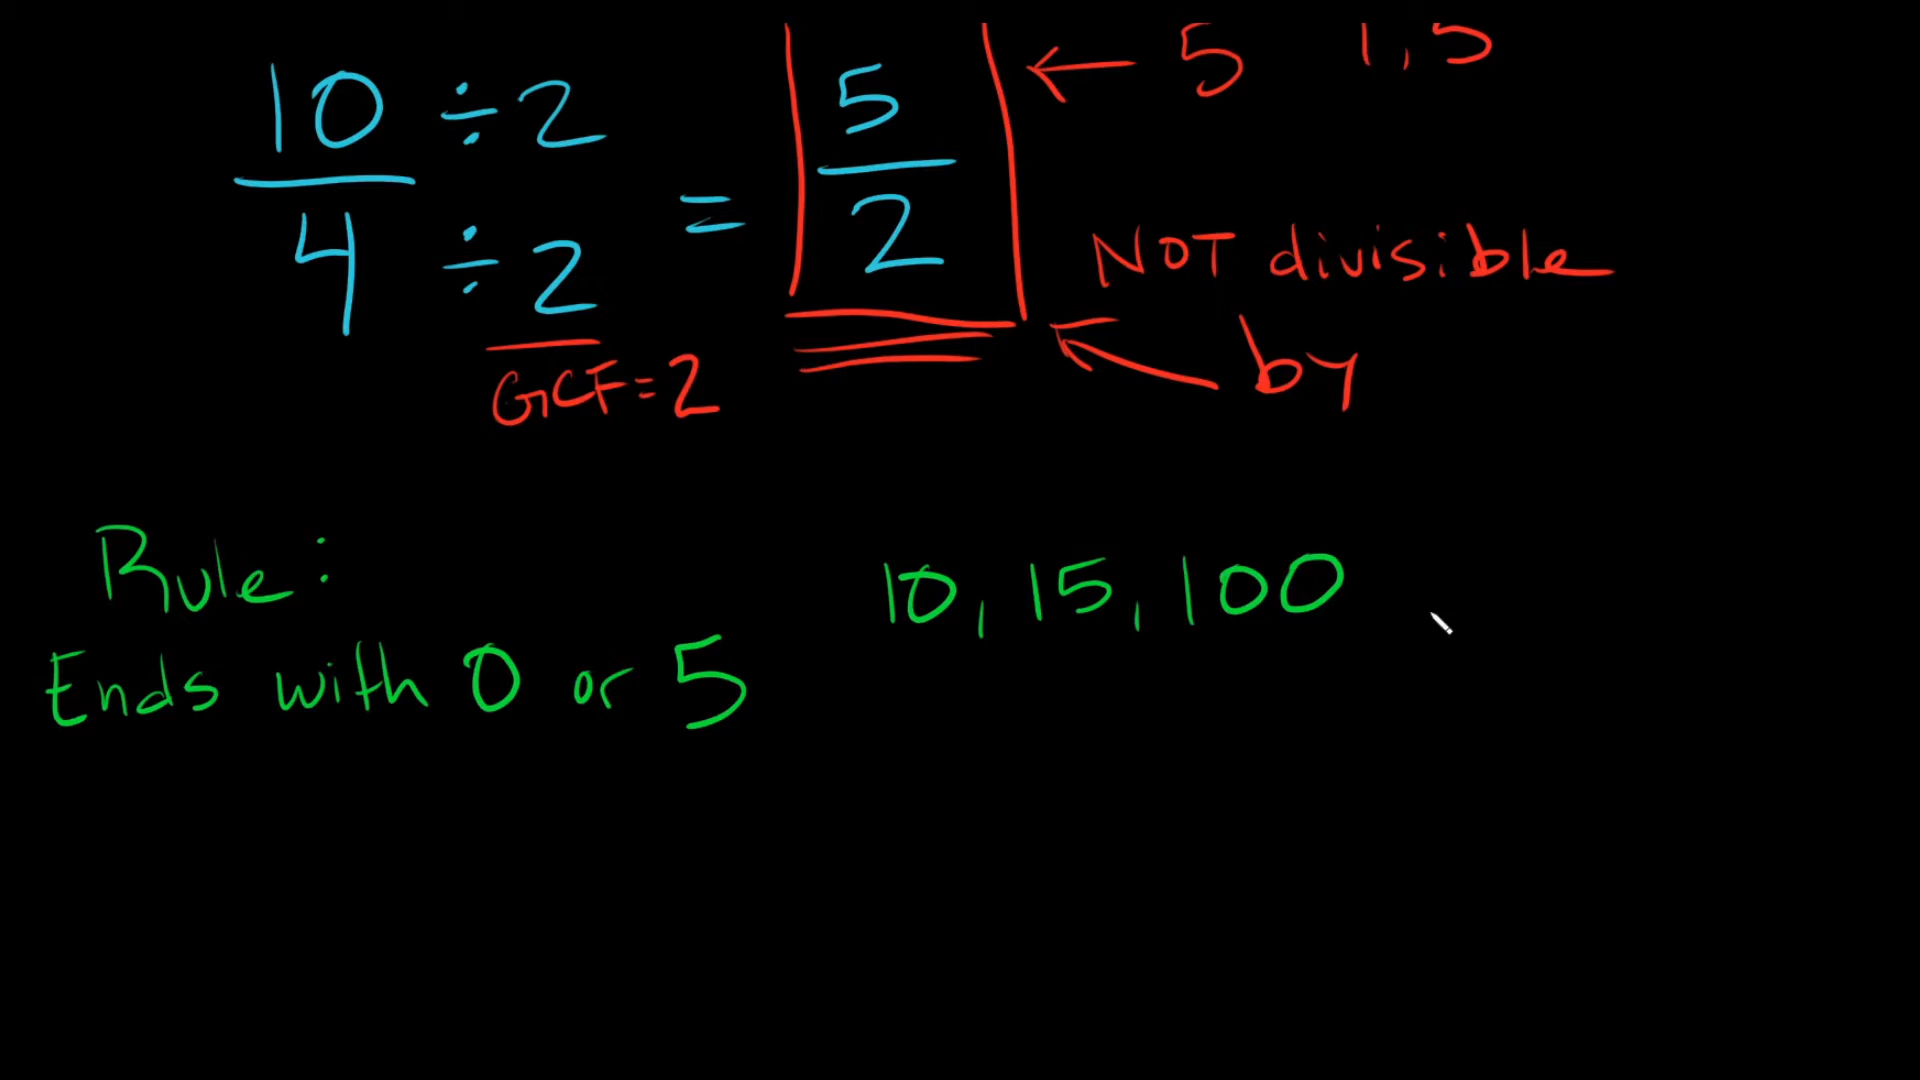 10 ÷2 = 5 ← 5 1,5
4 ÷2 2 NOT divisible
GCF=2 by
Rule: 10, 15, 100
Ends with 0 or 5